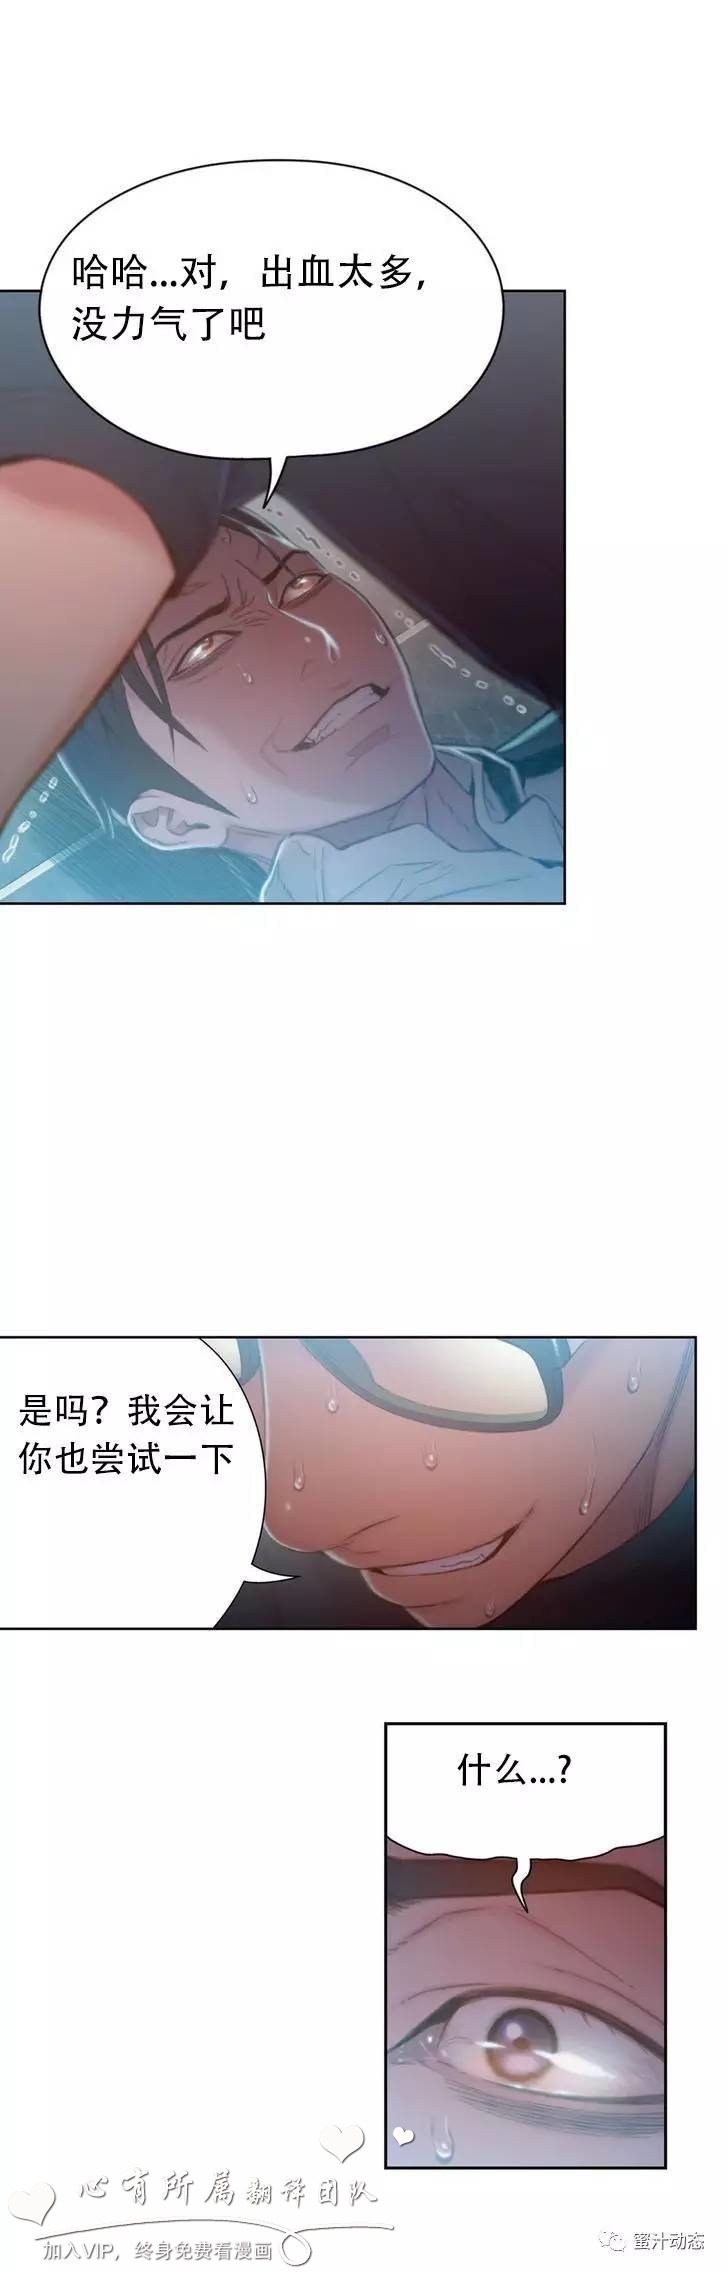 哈哈...对，出血太多，
没力气了吧
是吗？我会让
你也尝试一下
什么...?
心有所属翻译团队
加入VIP，终身免费看漫画
蜜汁动态